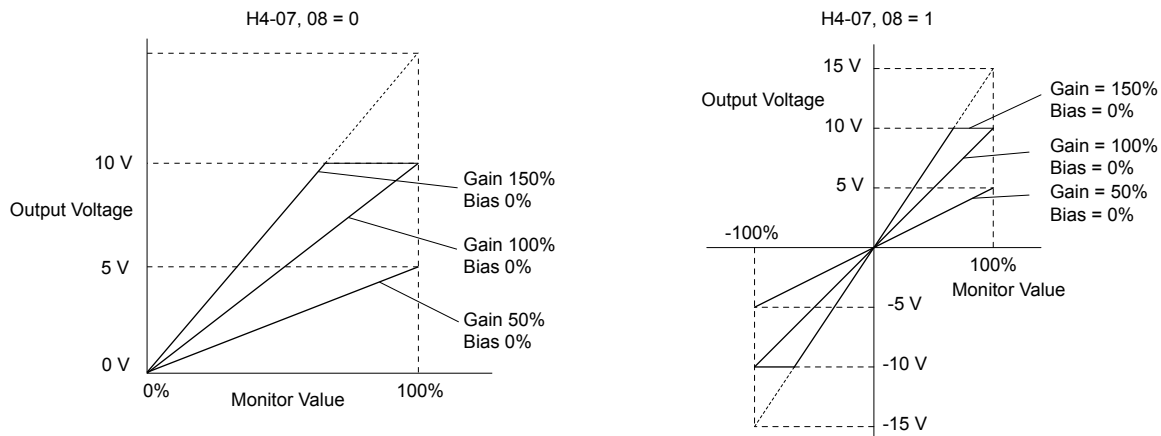 H4-07, 08 = 0
10 V
Output Voltage
5 V
0 V
0%
100%
Monitor Value
Gain 150%
Bias 0%
Gain 100%
Bias 0%
Gain 50%
Bias 0%
H4-07, 08 = 1
15 V
Output Voltage
10 V
5 V
-100%
100%
Monitor Value
-5 V
-10 V
-15 V
Gain = 150%
Bias = 0%
Gain = 100%
Bias = 0%
Gain = 50%
Bias = 0%